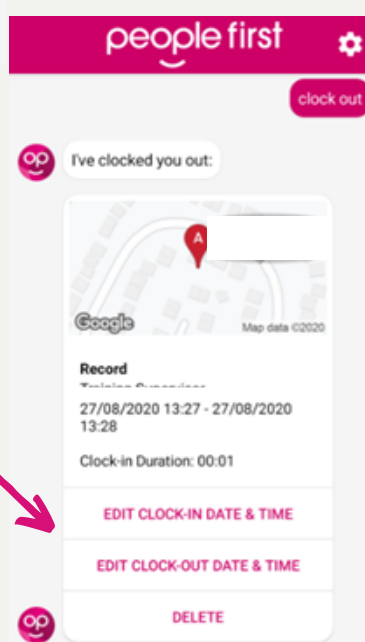 people first
clock out
op
I've clocked you out:
A
Google
Map data ©2020
Record
27/08/2020 13:27 - 27/08/2020
13:28
Clock-in Duration: 00:01
EDIT CLOCK-IN DATE & TIME
EDIT CLOCK-OUT DATE & TIME
DELETE
op